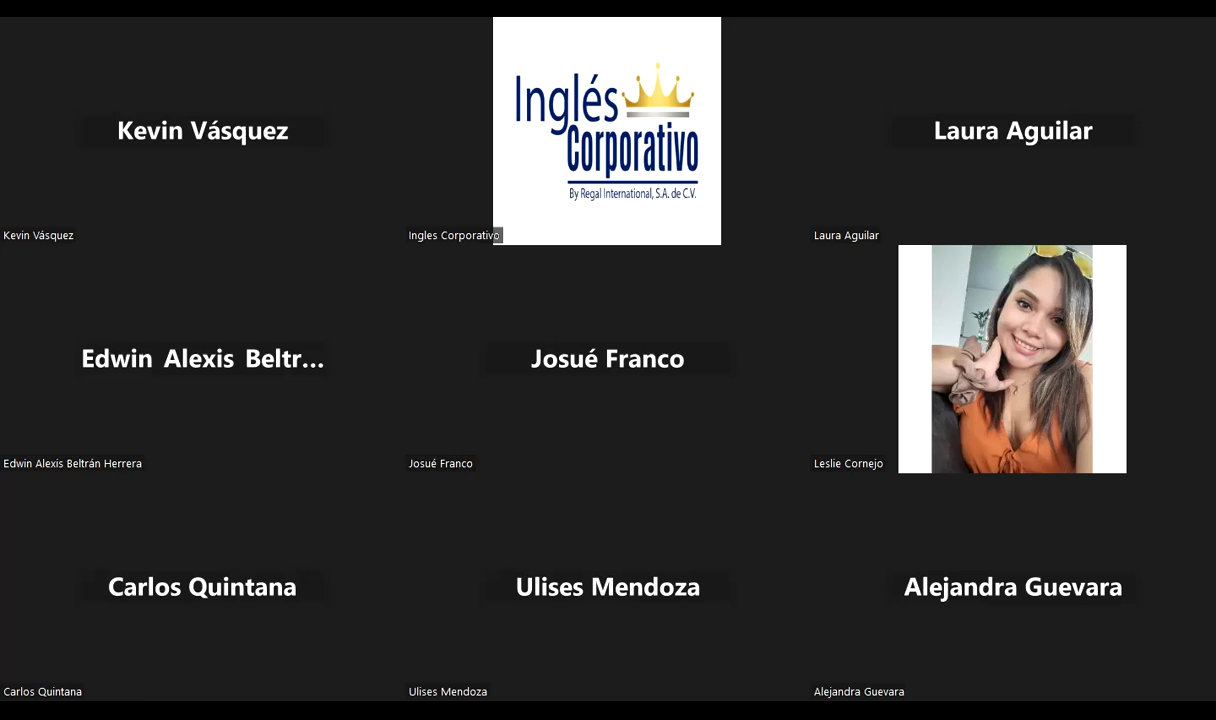 Kevin Vásquez
Inglés
Corporativo
By Regal International, S.A. de C.V.
Laura Aguilar
Kevin Vásquez
Ingles Corporativo
Laura Aguilar
Edwin Alexis Beltr...
Josué Franco
Edwin Alexis Beltrán Herrera
Josué Franco
Leslie Cornejo
Carlos Quintana
Ulises Mendoza
Alejandra Guevara
Carlos Quintana
Ulises Mendoza
Alejandra Guevara